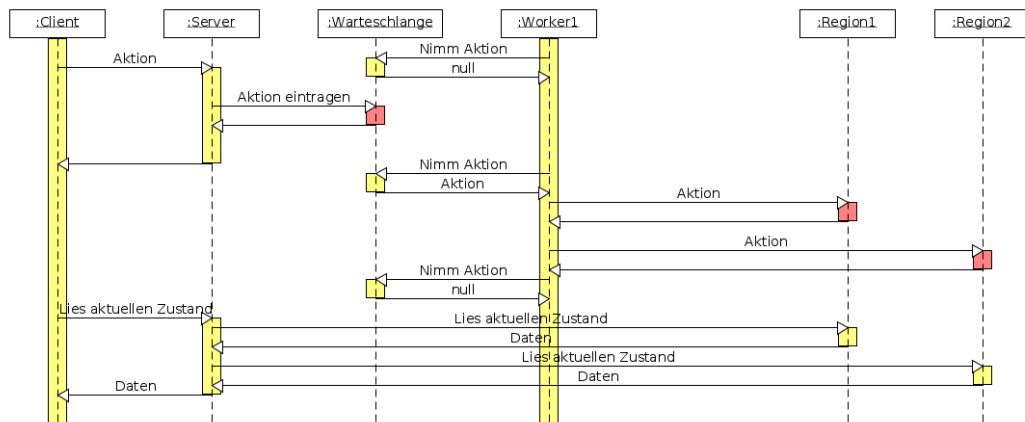 :Client
:Server
:Warteschlange
:Worker1
:Region1
:Region2
Nimm Aktion
Aktion
null
Aktion eintragen
Nimm Aktion
Aktion
Aktion
Aktion
Nimm Aktion
null
Lies aktuellen Zustand
Lies aktuellen Zustand
Daten
Lies aktuellen Zustand
Daten
Daten